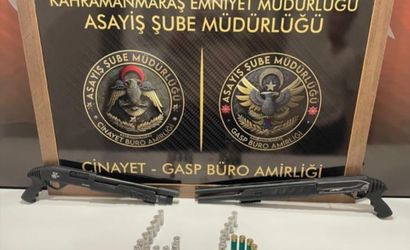 KAHRAMANMARAŞ EMNİYET MÜDÜRLÜĞÜ
ASAYİŞ ŞUBE MÜDÜRLÜĞÜ
ASAYİŞ ŞUBE MÜDÜRLÜĞÜ
CİNAYET BÜRO AMİRLİĞİ
ASAYİŞ ŞUBE MÜDÜRLÜĞÜ
GASP BÜRO AMİRLİĞİ
CİNAYET - GASP BÜRO AMİRLİĞİ